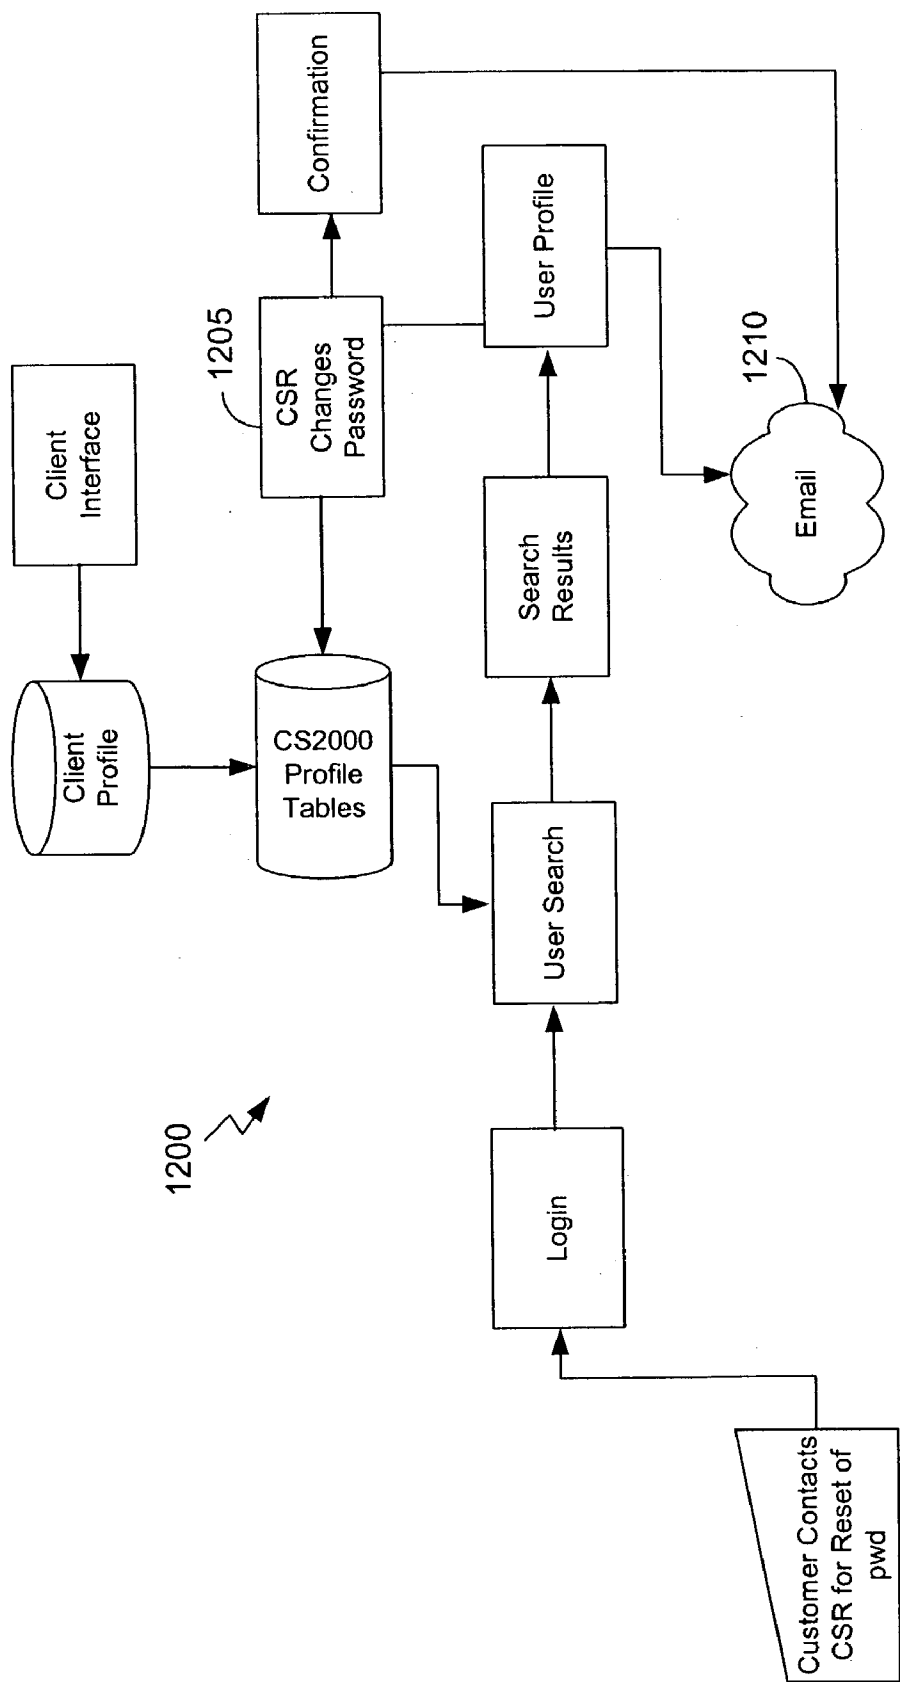 Customer Contacts
CSR for Reset of
pwd
Login
User Search
Search
Results
User Profile
CSR
Changes
Password
1205
Confirmation
CS2000
Profile
Tables
Client
Profile
Client
Interface
Email
1210
1200